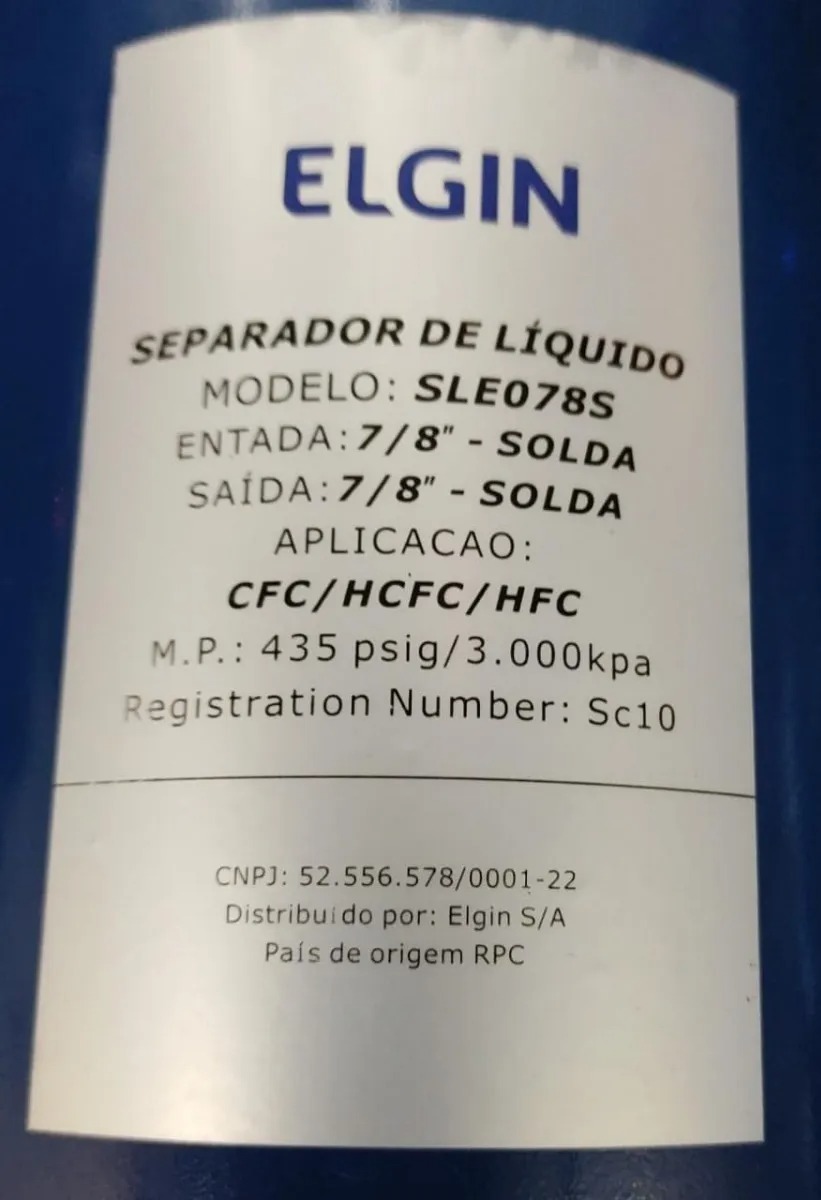 ELGIN
SEPARADOR DE LÍQUIDO
MODELO: SLE078S
ENTADA: 7/8" - SOLDA
SAÍDA: 7/8" - SOLDA
APLICACAO:
CFC/HCFC/HFC
M.P.: 435 psig/3.000kpa
Registration Number: Sc10
CNPJ: 52.556.578/0001-22
Distribuido por: Elgin S/A
País de origem RPC